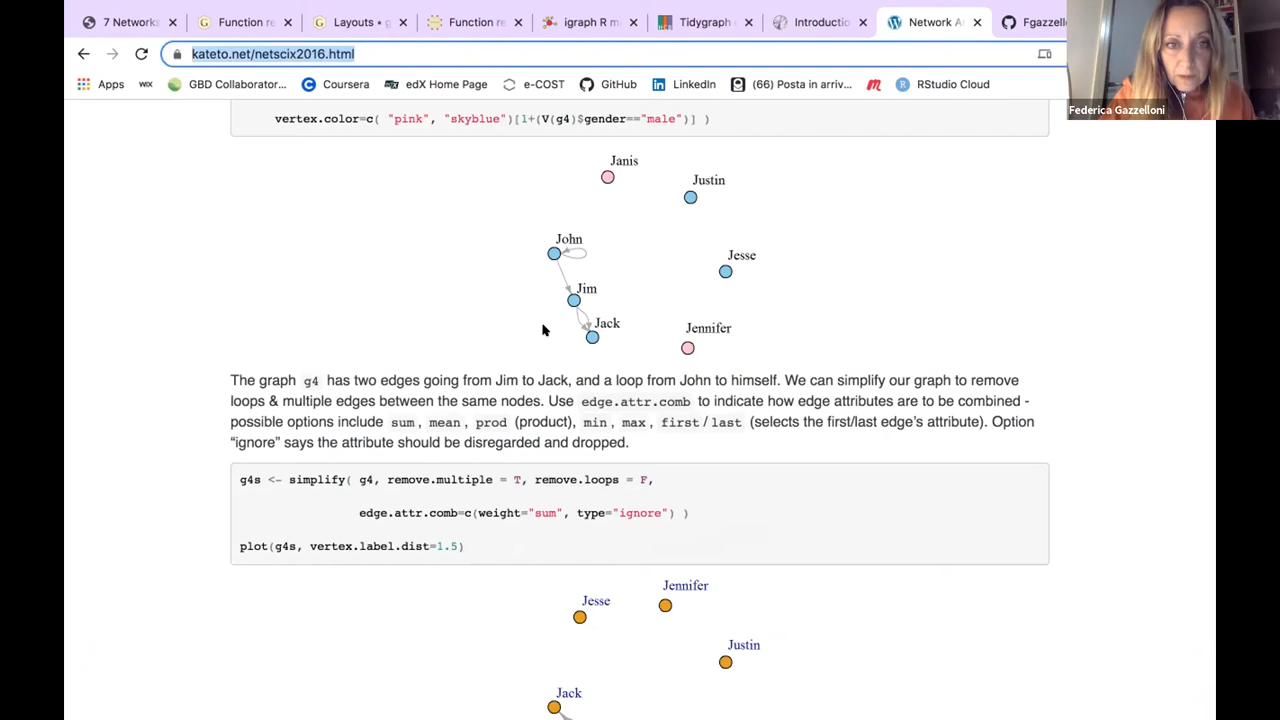 7 Networks
Function re
Layouts • g
Function re
igraph R m
Tidygraph e
Introductio
Network A
Fgazzelloni
kateto.net/netscix2016.html
Apps
WiX
GBD Collaborator...
Coursera
edX Home Page
e-COST
GitHub
LinkedIn
(66) Posta in arriv...
RStudio Cloud
Federica Gazzelloni
vertex.color=c( "pink", "skyblue")[1+(V(g4)$gender=="male")] )
Janis
Justin
John
Jesse
Jim
Jack
Jennifer
The graph g4 has two edges going from Jim to Jack, and a loop from John to himself. We can simplify our graph to remove
loops & multiple edges between the same nodes. Use edge.attr.comb to indicate how edge attributes are to be combined -
possible options include sum, mean, prod (product), min, max, first/last (selects the first/last edge's attribute). Option
“ignore” says the attribute should be disregarded and dropped.
g4s <- simplify( g4, remove.multiple = T, remove.loops = F,
edge.attr.comb=c(weight="sum", type="ignore") )
plot(g4s, vertex.label.dist=1.5)
Jennifer
Jesse
Justin
Jack